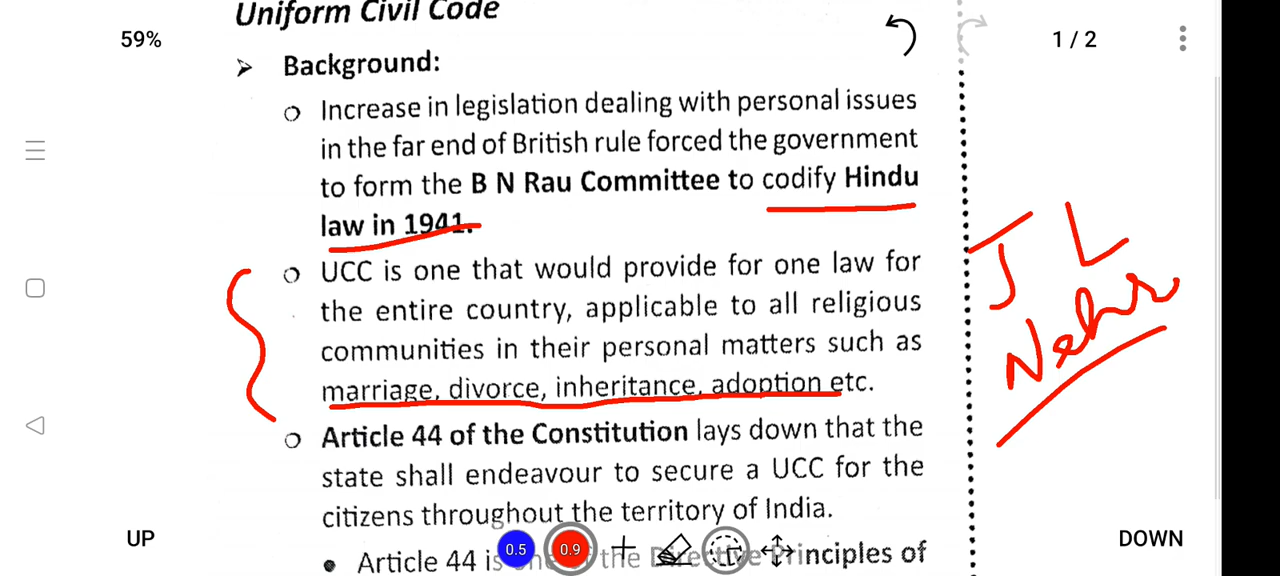 Uniform Civil Code
59%
1 / 2
➢ Background:
○ Increase in legislation dealing with personal issues
in the far end of British rule forced the government
to form the B N Rau Committee to codify Hindu
law in 1941.
○ UCC is one that would provide for one law for
the entire country, applicable to all religious
communities in their personal matters such as
marriage, divorce, inheritance, adoption etc.
○ Article 44 of the Constitution lays down that the
state shall endeavour to secure a UCC for the
citizens throughout the territory of India.
• Article 44 is one of the Directive Principles of
J L
Nehru
UP
DOWN
0.5
0.9